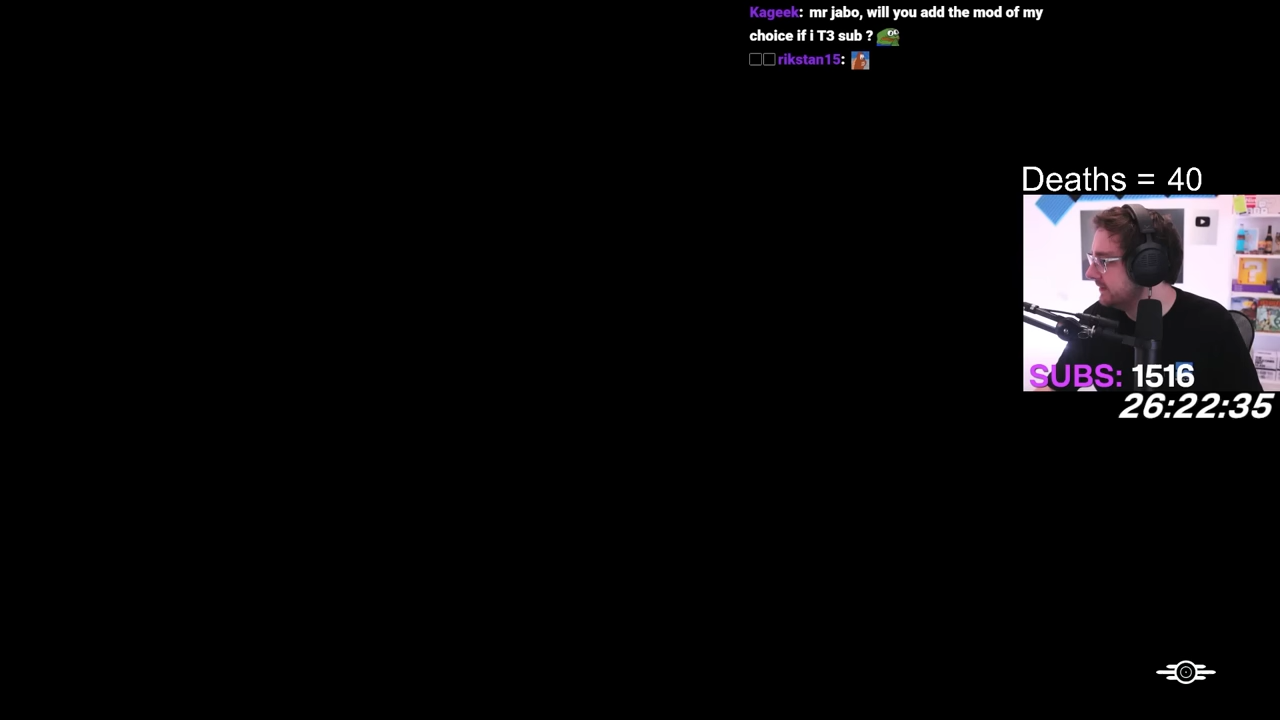 Kageek: mr jabo, will you add the mod of my
choice if i T3 sub ?
rikstan15:
Deaths = 40
SUBS: 1516
26:22:35